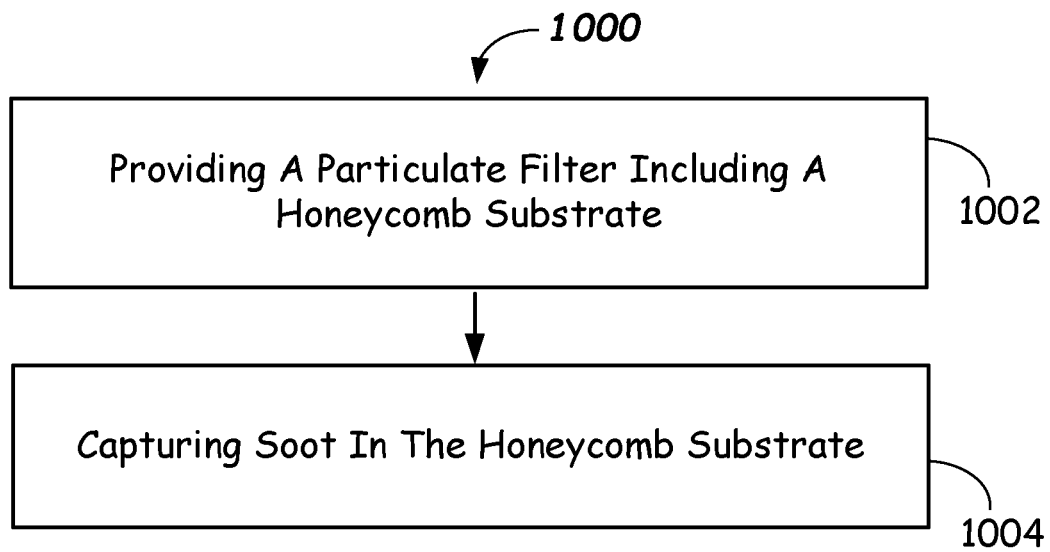 1000
Providing A Particulate Filter Including A
Honeycomb Substrate
1002
Capturing Soot In The Honeycomb Substrate
1004